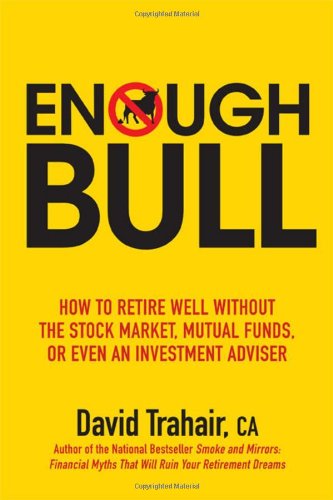 ENOUGH
BULL
HOW TO RETIRE WELL WITHOUT
THE STOCK MARKET, MUTUAL FUNDS,
OR EVEN AN INVESTMENT ADVISER
David Trahair, CA
Author of the National Bestseller Smoke and Mirrors:
Financial Myths That Will Ruin Your Retirement Dreams